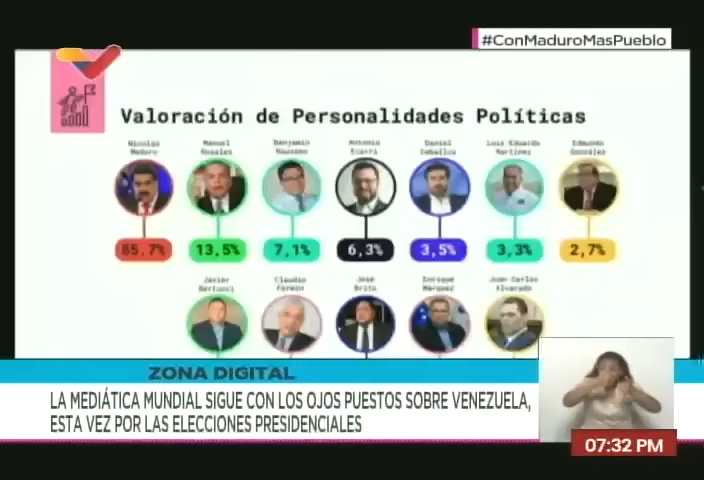 #ConMaduroMasPueblo
Valoración de Personalidades Políticas
Nicolás Maduro
Manuel Rosales
Benjamín Rausseo
Antonio Ecarri
Daniel Ceballos
Luis Eduardo Martínez
Edmundo González
13,5%
7,1%
6,3%
3,5%
3,3%
2,7%
Javier Bertucci
Claudio Fermín
José Brito
Enrique Márquez
Juan Carlos Alvarado
ZONA DIGITAL
LA MEDIÁTICA MUNDIAL SIGUE CON LOS OJOS PUESTOS SOBRE VENEZUELA,
ESTA VEZ POR LAS ELECCIONES PRESIDENCIALES
07:32 PM